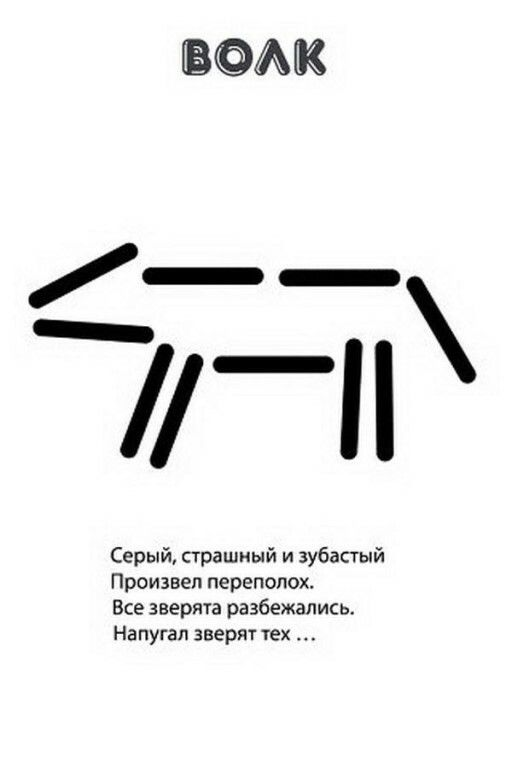 ВОЛК
Серый, страшный и зубастый
Произвел переполох.
Все зверята разбежались.
Напугал зверят тех ...